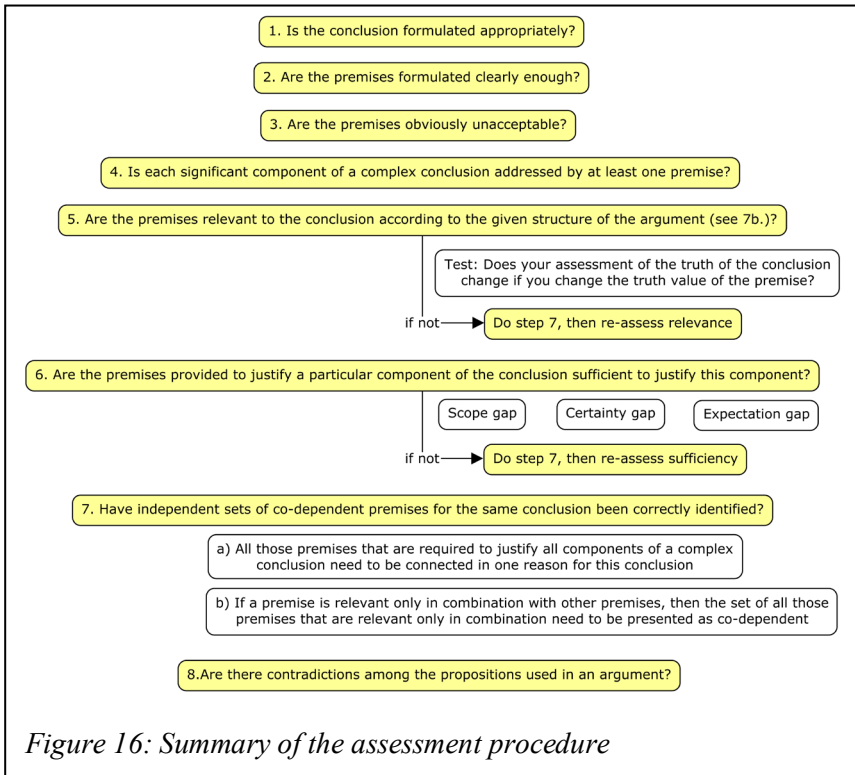 1. Is the conclusion formulated appropriately?
2. Are the premises formulated clearly enough?
3. Are the premises obviously unacceptable?
4. Is each significant component of a complex conclusion addressed by at least one premise?
5. Are the premises relevant to the conclusion according to the given structure of the argument (see 7b.)?
Test: Does your assessment of the truth of the conclusion
change if you change the truth value of the premise?
if not
Do step 7, then re-assess relevance
6. Are the premises provided to justify a particular component of the conclusion sufficient to justify this component?
Scope gap
Certainty gap
Expectation gap
if not
Do step 7, then re-assess sufficiency
7. Have independent sets of co-dependent premises for the same conclusion been correctly identified?
a) All those premises that are required to justify all components of a complex
conclusion need to be connected in one reason for this conclusion
b) If a premise is relevant only in combination with other premises, then the set of all those
premises that are relevant only in combination need to be presented as co-dependent
8.Are there contradictions among the propositions used in an argument?
Figure 16: Summary of the assessment procedure